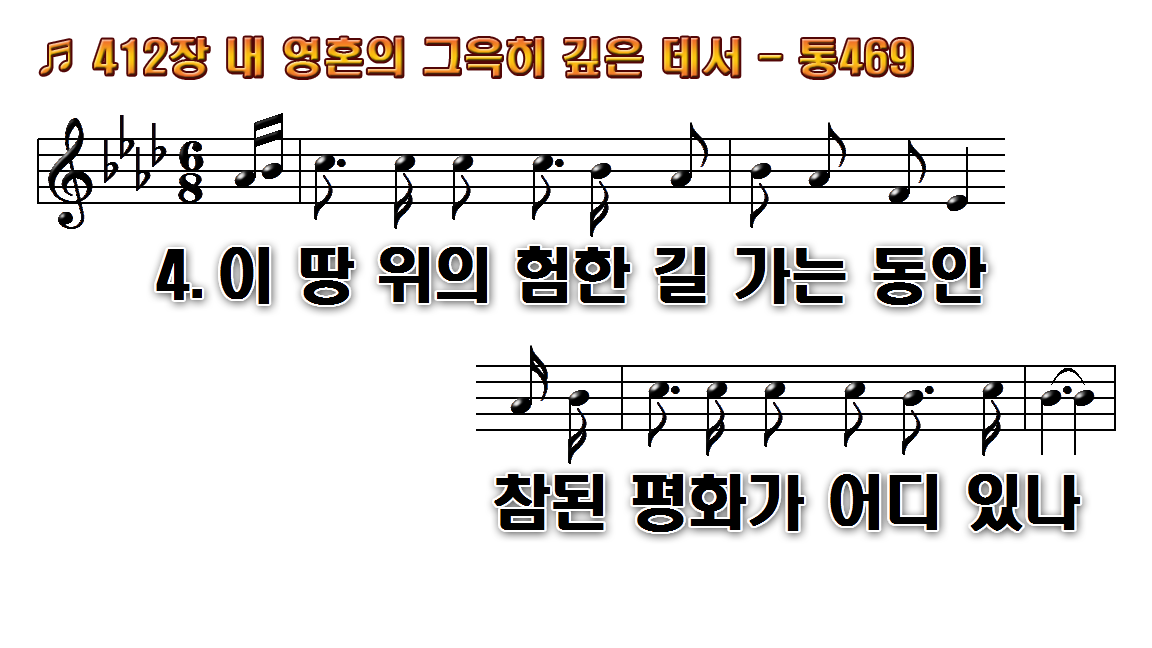 ♬ 412장 내 영혼의 그윽히 깊은 데서 - 통469
6
8
4. 이 땅 위의 험한 길 가는 동안
참된 평화가 어디 있나